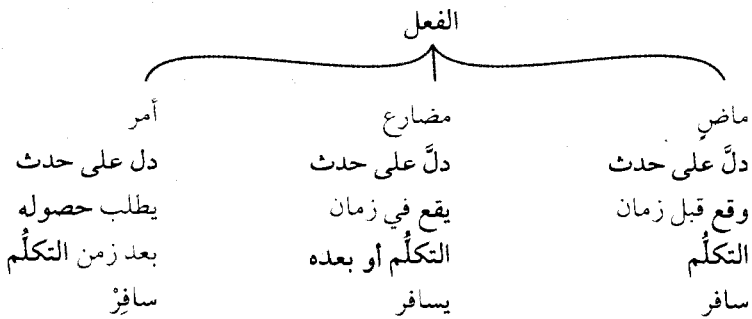 الفعل
ماضٍ
دلَّ على حدث
وقع قبل زمان
التكلُّم
سافر
مضارع
دلَّ على حدث
يقع في زمان
التكلُّم أو بعده
يسافر
أمر
دل على حدث
يطلب حصوله
بعد زمن التكلُّم
سافِرْ